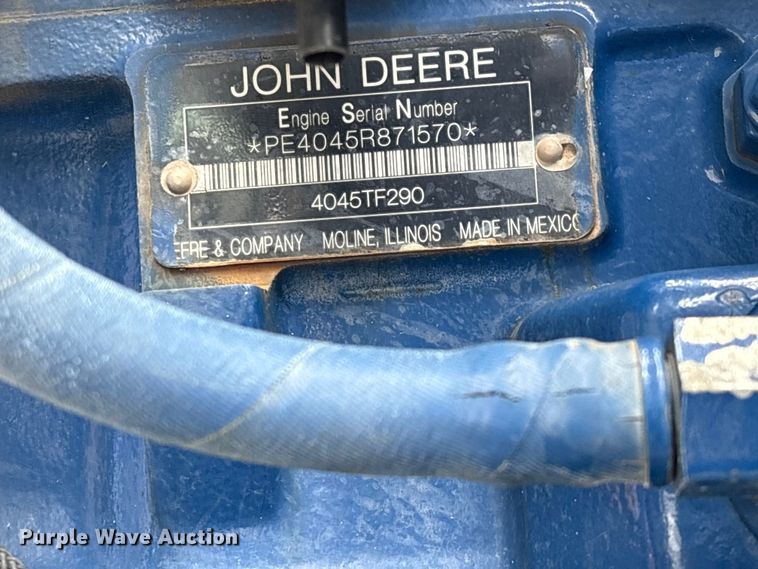 JOHN DEERE
Engine Serial Number
*PE4045R871570*
4045TF290
EERE & COMPANY MOLINE, ILLINOIS MADE IN MEXICO
Purple Wave Auction